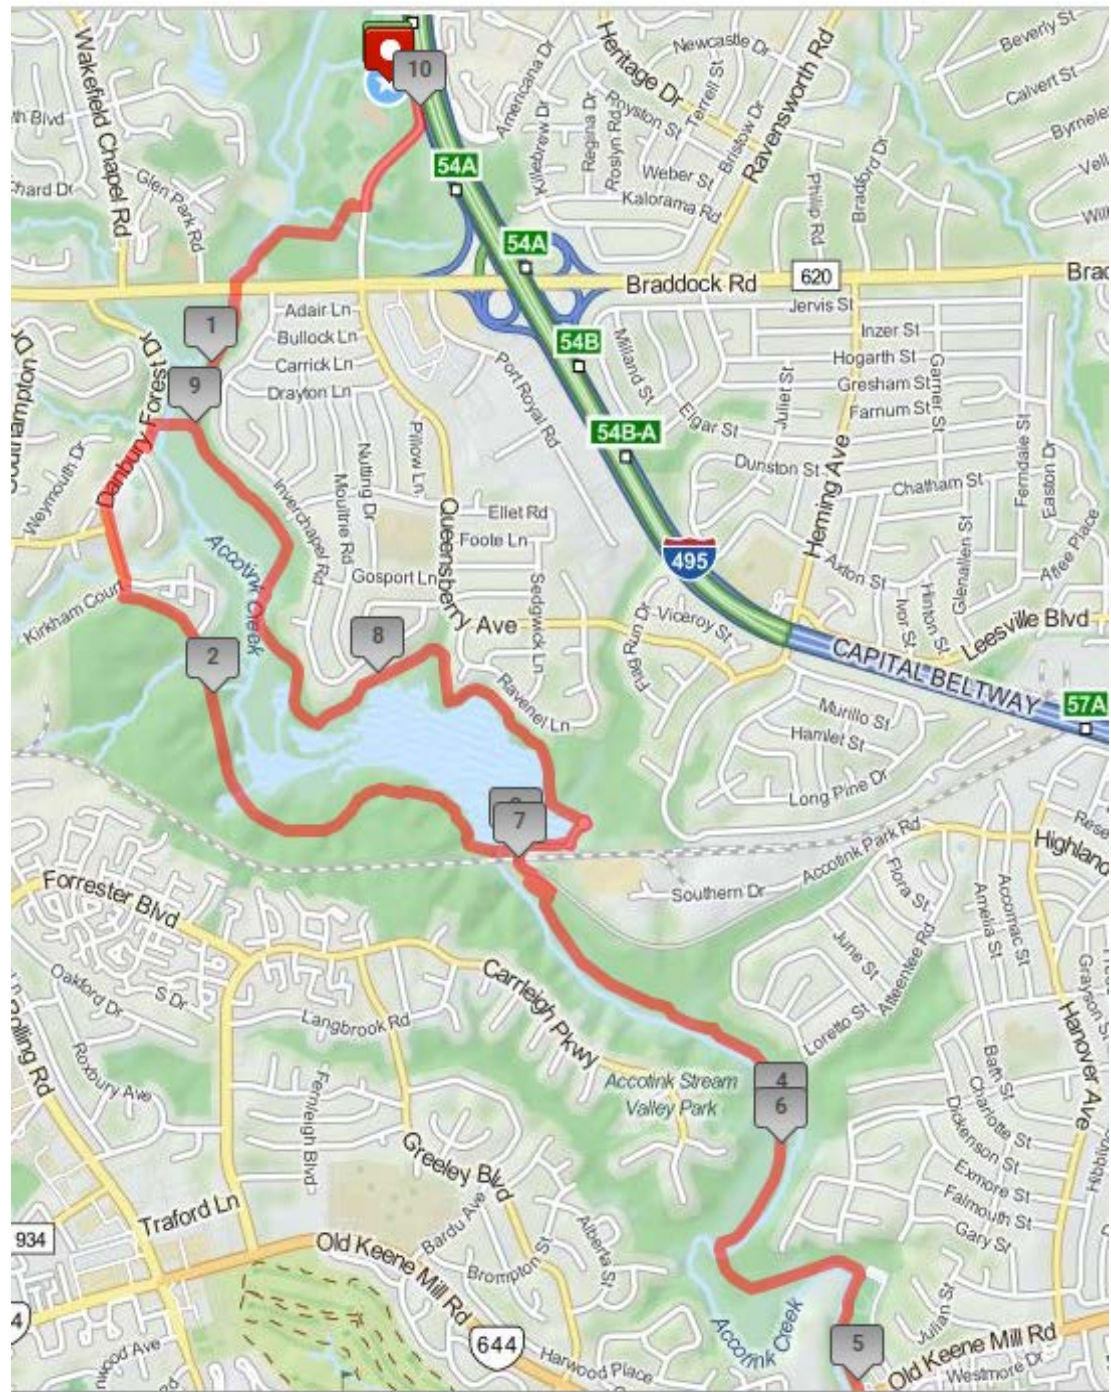 Wakefield Chapel Rd
Heritage Dr
Newcastle Dr
Ravensworth Rd
Beverly St
Calvert St
10
Americana Dr
Terrell St
Royston St
Killebrew Dr
Regina Dr
Roslyn Rd
Bristow Dr
54A
Glen Park Rd
Weber St
Kalorama Rd
Philip Rd
Bradford Dr
54A
Braddock Rd
620
Adair Ln
Jervis St
1
Bullock Ln
54B
Milland St
Inzer St
Carrick Ln
Hogarth St
9
Drayton Ln
Port Royal Rd
Juliet St
Gresham St
Garner St
Farnum St
Danbury Forest Dr
54B-A
Elgar St
Pillow Ln
Heming Ave
Dunston St
Weymouth Dr
Nutting Dr
Chatham St
Ferndale St
Easton Dr
Inverchapel Rd
Moultrie Rd
Queensberry Ave
Ellet Rd
Foote Ln
Accotink Creek
495
Axton St
Glenallen St
Gosport Ln
Sedgwick Ln
Hinton St
Ivor St
Kirkham Court
Flag Run Dr
Viceroy St
Leesville Blvd
8
2
CAPITAL BELTWAY
57A
Ravenel Ln
Murillo St
Hamlet St
Long Pine Dr
7
Accotink Park Rd
Highland
Southern Dr
Forrester Blvd
Flora St
Amelia St
Accomac St
June St
Oakford Dr
S Dr
Carrleigh Pkwy
Attentee Rd
Langbrook Rd
Loretto St
Grayson St
Hanover Ave
Roxbury Ave
Fernleigh Blvd
Accotink Stream
Valley Park
4
6
Bath St
Charlotte St
Dickenson St
Greeley Blvd
Exmore St
Falmouth St
Traford Ln
Bardu Ave
Gary St
934
Old Keene Mill Rd
Brompton St
Alberta St
Julian St
Accotink Creek
5
644
Old Keene Mill Rd
Harwood Place
Westmore Dr